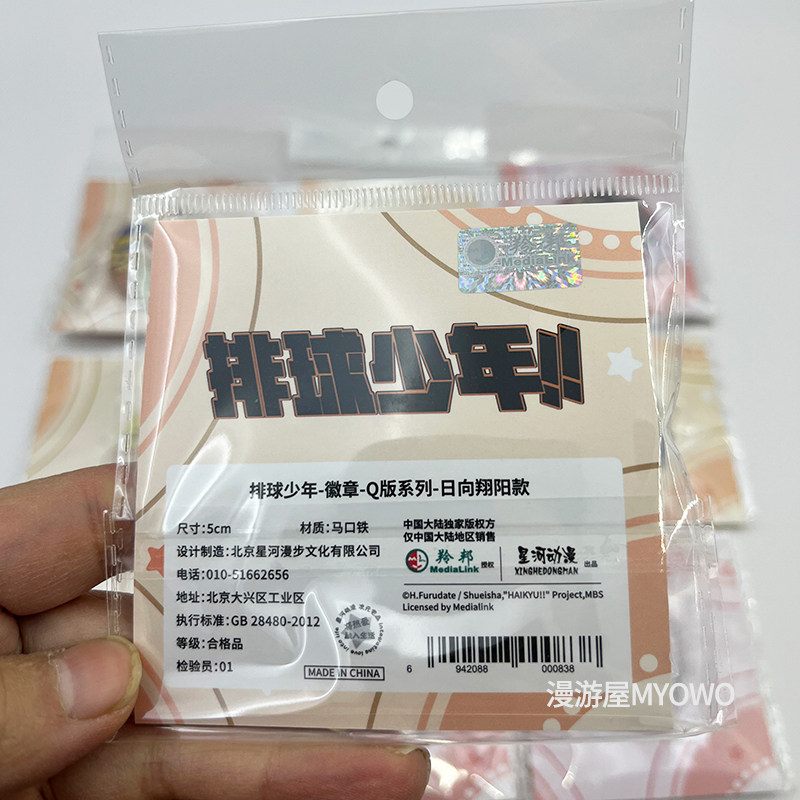 羚邦
MediaLink
排球少年!!
排球少年-徽章-Q版系列-日向翔阳款
尺寸:5cm
材质:马口铁
设计制造:北京星河漫步文化有限公司
电话:010-51662656
地址:北京大兴区工业区
执行标准:GB 28480-2012
等级:合格品
检验员:01
MADE IN CHINA
中国大陆独家版权方
仅中国大陆地区销售
羚邦
MediaLink
授权
星河动漫
XINGHEDONGMAN
出品
©H.Furudate / Shueisha,"HAIKYU!!" Project,MBS
Licensed by Medialink
6 942088 000838
漫游屋MYOWO